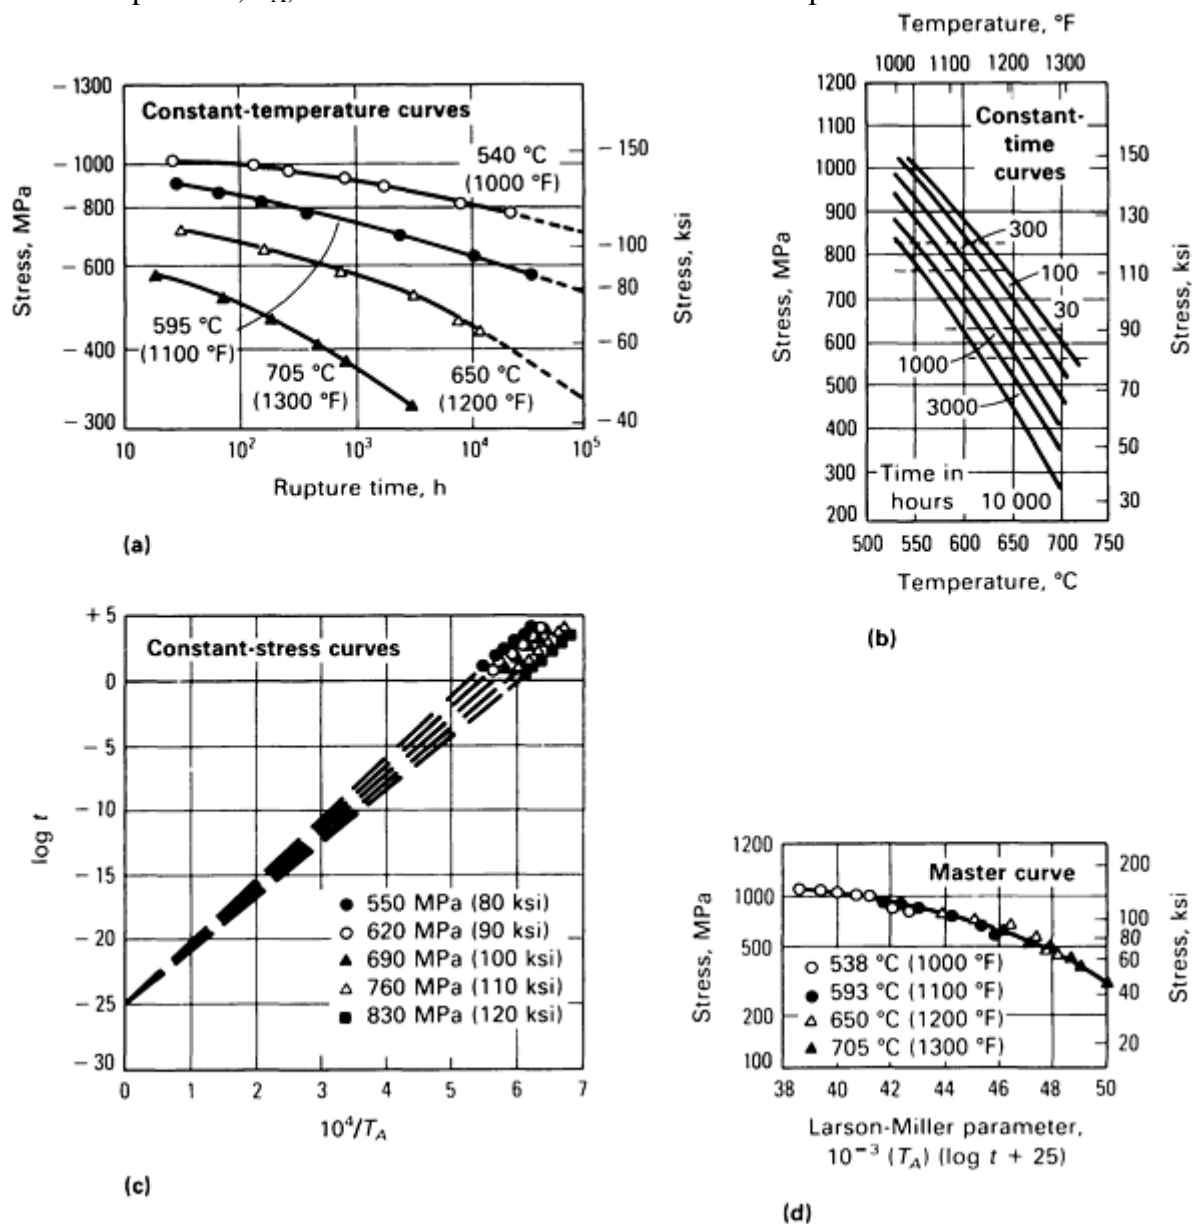 Temperature, °F
1000 1100 1200 1300
– 1300
– 1000
– 800
– 600
– 400
– 300
Stress, MPa
Constant-temperature curves
540 °C
(1000 °F)
595 °C
(1100 °F)
705 °C
(1300 °F)
650 °C
(1200 °F)
– 150
– 100
– 80
– 60
– 40
Stress, ksi
10 10² 10³ 10⁴ 10⁵
Rupture time, h
(a)
1200
1100
1000
900
800
700
600
500
400
300
200
Stress, MPa
Constant-
time
curves
300
100
30
1000
3000
Time in
hours
10 000
150
130
110
90
70
50
30
Stress, ksi
500 550 600 650 700 750
Temperature, °C
(b)
+ 5
0
– 5
– 10
– 15
– 20
– 25
– 30
log t
Constant-stress curves
● 550 MPa (80 ksi)
○ 620 MPa (90 ksi)
▲ 690 MPa (100 ksi)
△ 760 MPa (110 ksi)
■ 830 MPa (120 ksi)
0 1 2 3 4 5 6 7
10⁴/T_A
(c)
1200
1000
500
200
100
Stress, MPa
Master curve
○ 538 °C (1000 °F)
● 593 °C (1100 °F)
△ 650 °C (1200 °F)
▲ 705 °C (1300 °F)
200
100
80
60
40
20
Stress, ksi
38 40 42 44 46 48 50
Larson-Miller parameter,
10⁻³ (T_A) (log t + 25)
(d)